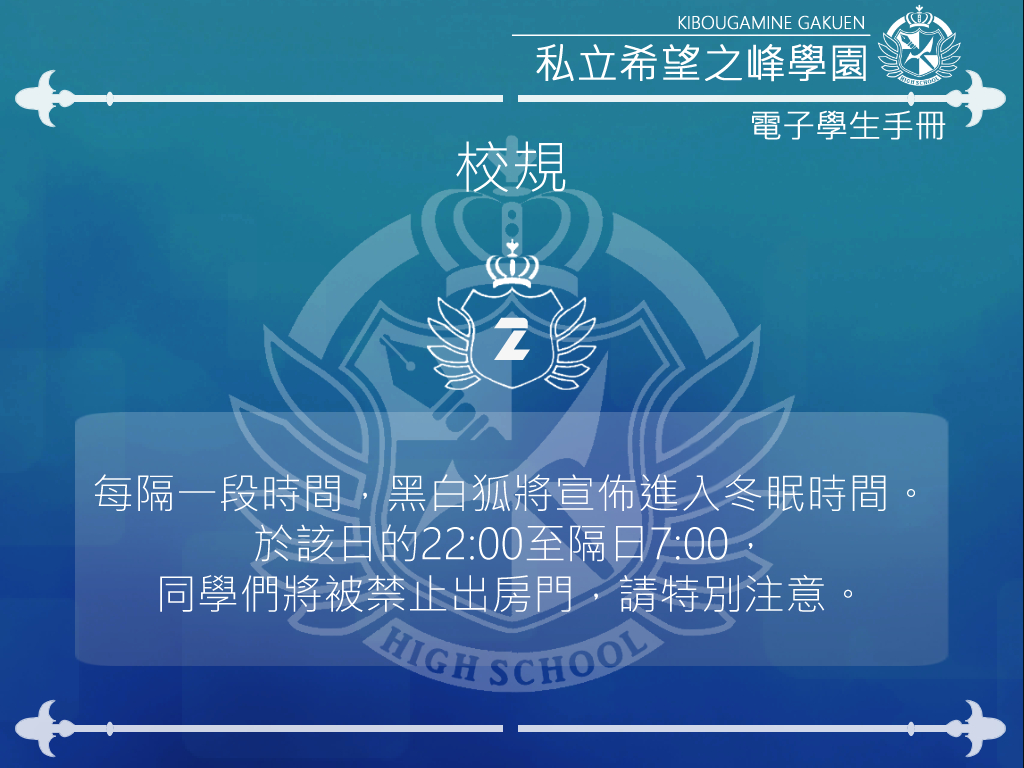 KIBOUGAMINE GAKUEN
私立希望之峰學園
HIGH SCHOOL
電子學生手冊
校規
2
每隔一段時間，黑白狐將宣佈進入冬眠時間。
於該日的22:00至隔日7:00，
同學們將被禁止出房門，請特別注意。
HIGH SCHOOL